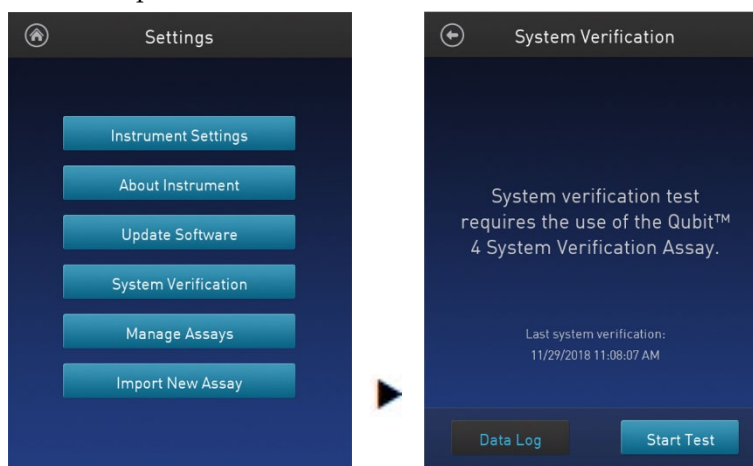 Settings
Instrument Settings
About Instrument
Update Software
System Verification
Manage Assays
Import New Assay
System Verification
System verification test
requires the use of the Qubit™
4 System Verification Assay.
Last system verification:
11/29/2018 11:08:07 AM
Data Log
Start Test